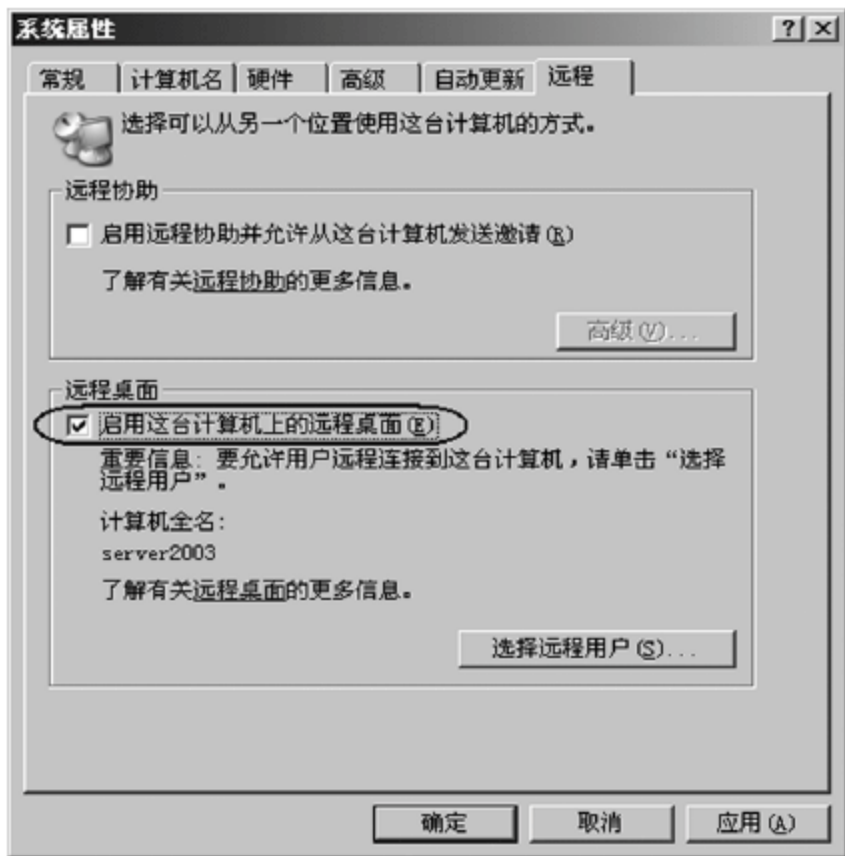 系统属性
常规 计算机名 硬件 高级 自动更新 远程
选择可以从另一个位置使用这台计算机的方式。
远程协助
启用远程协助并允许从这台计算机发送邀请(R)
了解有关远程协助的更多信息。
高级(V)...
远程桌面
启用这台计算机上的远程桌面(E)
重要信息: 要允许用户远程连接到这台计算机，请单击“选择
远程用户”。
计算机全名:
server2003
了解有关远程桌面的更多信息。
选择远程用户(S)...
确定 取消 应用(A)